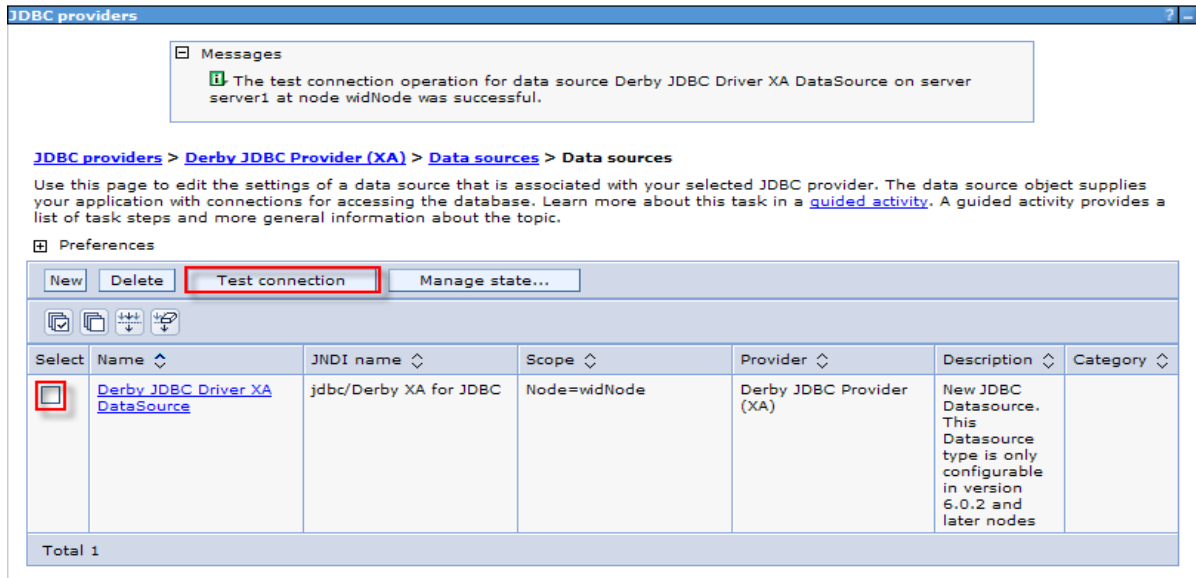 JDBC providers ? _
Messages
The test connection operation for data source Derby JDBC Driver XA DataSource on server
server1 at node widNode was successful.
JDBC providers > Derby JDBC Provider (XA) > Data sources > Data sources
Use this page to edit the settings of a data source that is associated with your selected JDBC provider. The data source object supplies
your application with connections for accessing the database. Learn more about this task in a guided activity. A guided activity provides a
list of task steps and more general information about the topic.
Preferences
New Delete Test connection Manage state...
Select Name JNDI name Scope Provider Description Category
Derby JDBC Driver XA
DataSource
jdbc/Derby XA for JDBC
Node=widNode
Derby JDBC Provider
(XA)
New JDBC
Datasource.
This
Datasource
type is only
configurable
in version
6.0.2 and
later nodes
Total 1